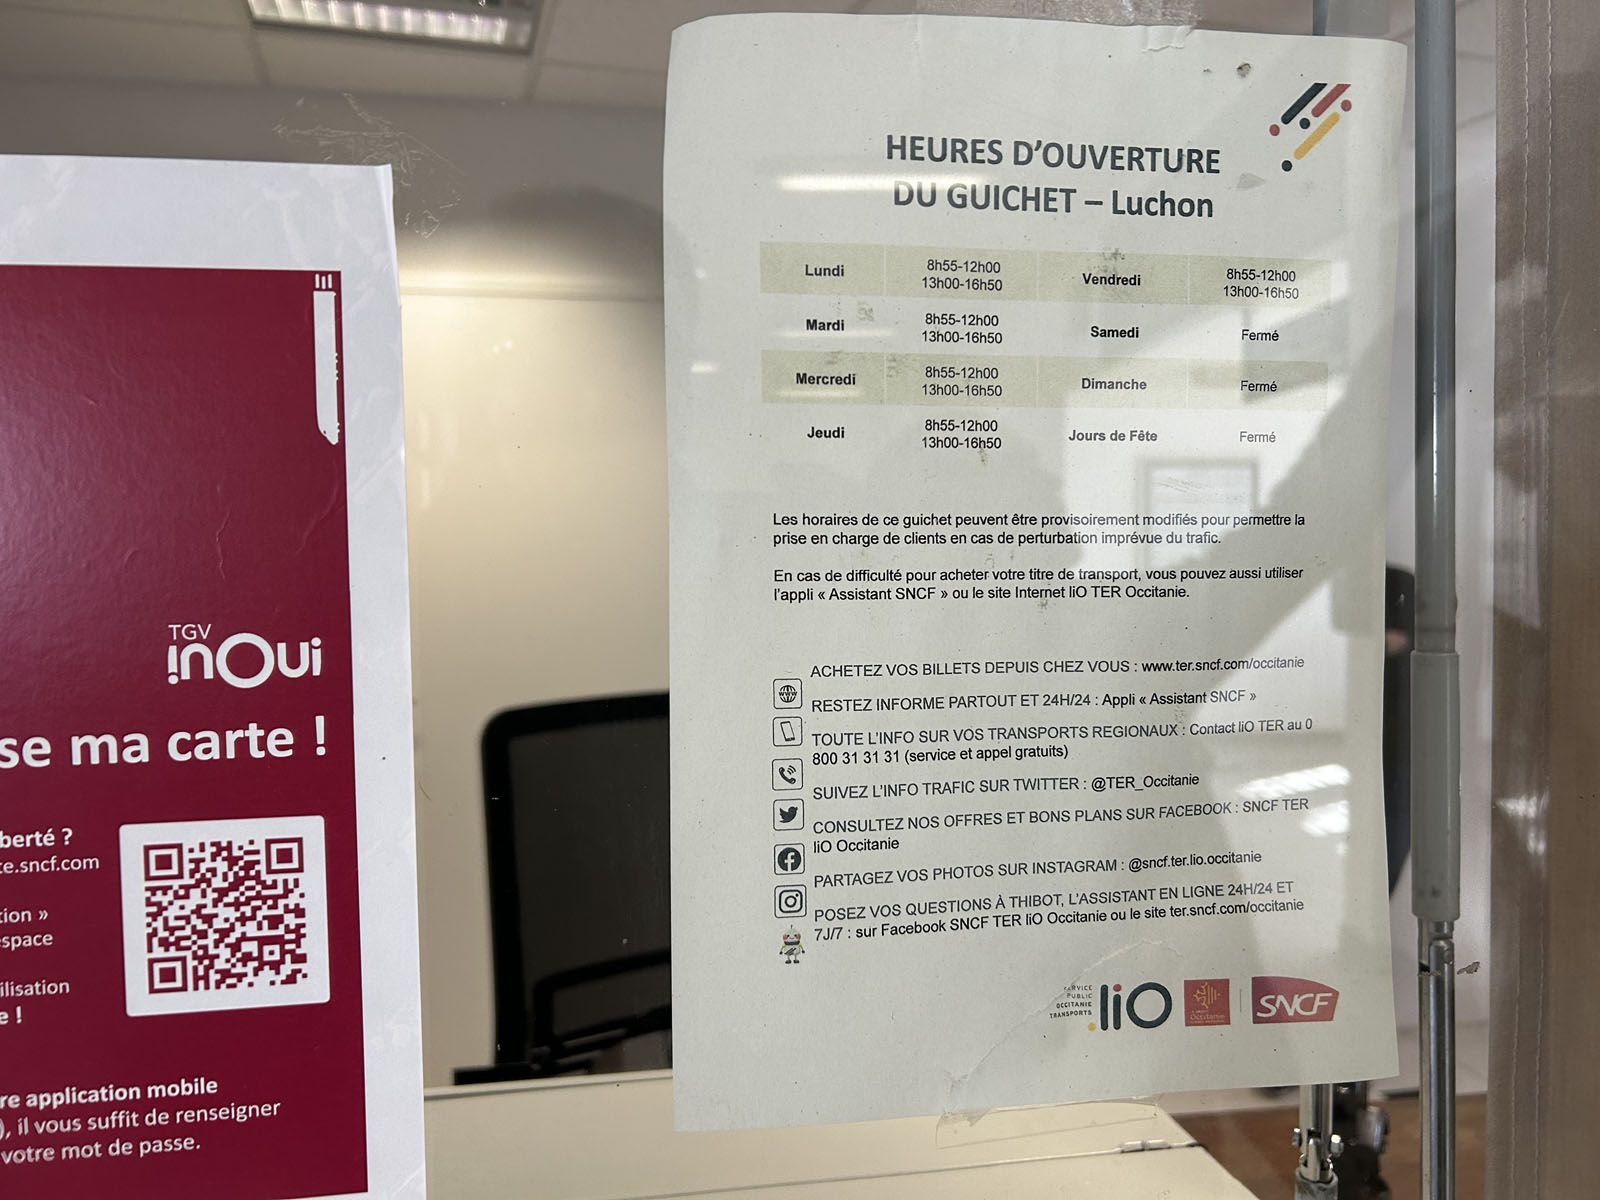 TGV
inOui
se ma carte !
berté ?
te.sncf.com
tion »
espace
ilisation
e !
re application mobile
), il vous suffit de renseigner
votre mot de passe.
HEURES D'OUVERTURE
DU GUICHET – Luchon
Lundi 8h55-12h00 13h00-16h50 Vendredi 8h55-12h00 13h00-16h50
Mardi 8h55-12h00 13h00-16h50 Samedi Fermé
Mercredi 8h55-12h00 13h00-16h50 Dimanche Fermé
Jeudi 8h55-12h00 13h00-16h50 Jours de Fête Fermé
Les horaires de ce guichet peuvent être provisoirement modifiés pour permettre la
prise en charge de clients en cas de perturbation imprévue du trafic.
En cas de difficulté pour acheter votre titre de transport, vous pouvez aussi utiliser
l'appli « Assistant SNCF » ou le site Internet liO TER Occitanie.
ACHETEZ VOS BILLETS DEPUIS CHEZ VOUS : www.ter.sncf.com/occitanie
RESTEZ INFORME PARTOUT ET 24H/24 : Appli « Assistant SNCF »
TOUTE L'INFO SUR VOS TRANSPORTS REGIONAUX : Contact liO TER au 0
800 31 31 31 (service et appel gratuits)
SUIVEZ L'INFO TRAFIC SUR TWITTER : @TER_Occitanie
CONSULTEZ NOS OFFRES ET BONS PLANS SUR FACEBOOK : SNCF TER
liO Occitanie
PARTAGEZ VOS PHOTOS SUR INSTAGRAM : @sncf.ter.lio.occitanie
POSEZ VOS QUESTIONS À THIBOT, L'ASSISTANT EN LIGNE 24H/24 ET
7J/7 : sur Facebook SNCF TER liO Occitanie ou le site ter.sncf.com/occitanie
SERVICE
PUBLIC
OCCITANIE
TRANSPORTS
liO
Occitanie
SNCF